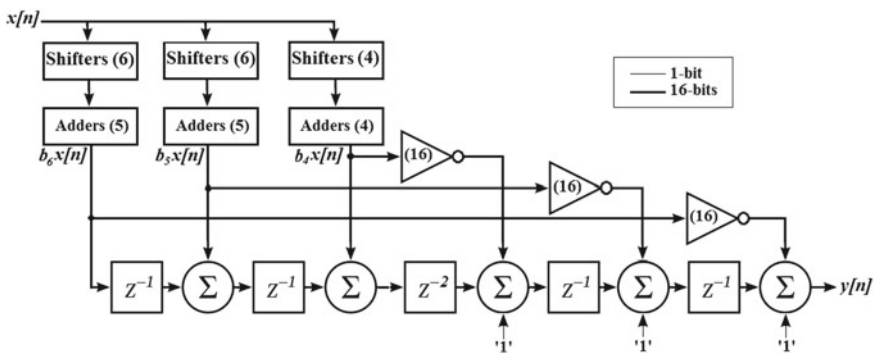 x[n]
Shifters (6) Shifters (6) Shifters (4)
1-bit
16-bits
Adders (5) Adders (5) Adders (4)
b6x[n] b5x[n] b4x[n]
(16)
(16)
(16)
Z⁻¹ Σ Z⁻¹ Σ Z⁻² Σ Z⁻¹ Σ Z⁻¹ Σ y[n]
'1' '1' '1'